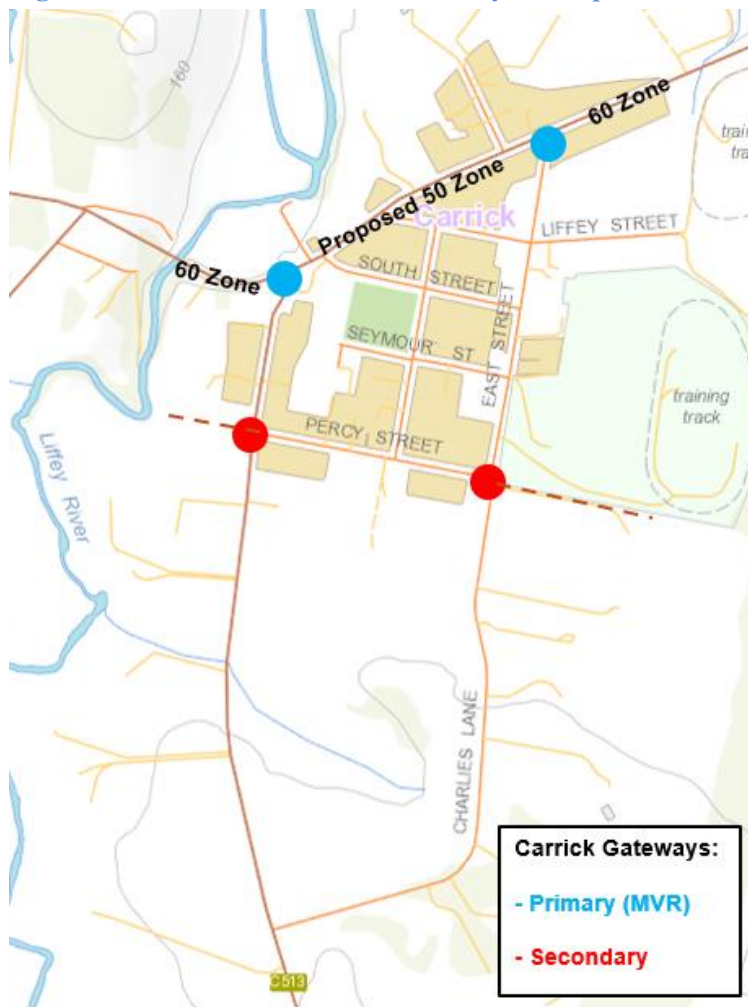 160
60 Zone
Proposed 50 Zone
Carrick
LIFFEY STREET
60 Zone
SOUTH STREET
SEYMOUR ST
EAST STREET
PERCY STREET
training
track
Liffey River
CHARLIES LANE
C513
Carrick Gateways:
- Primary (MVR)
- Secondary